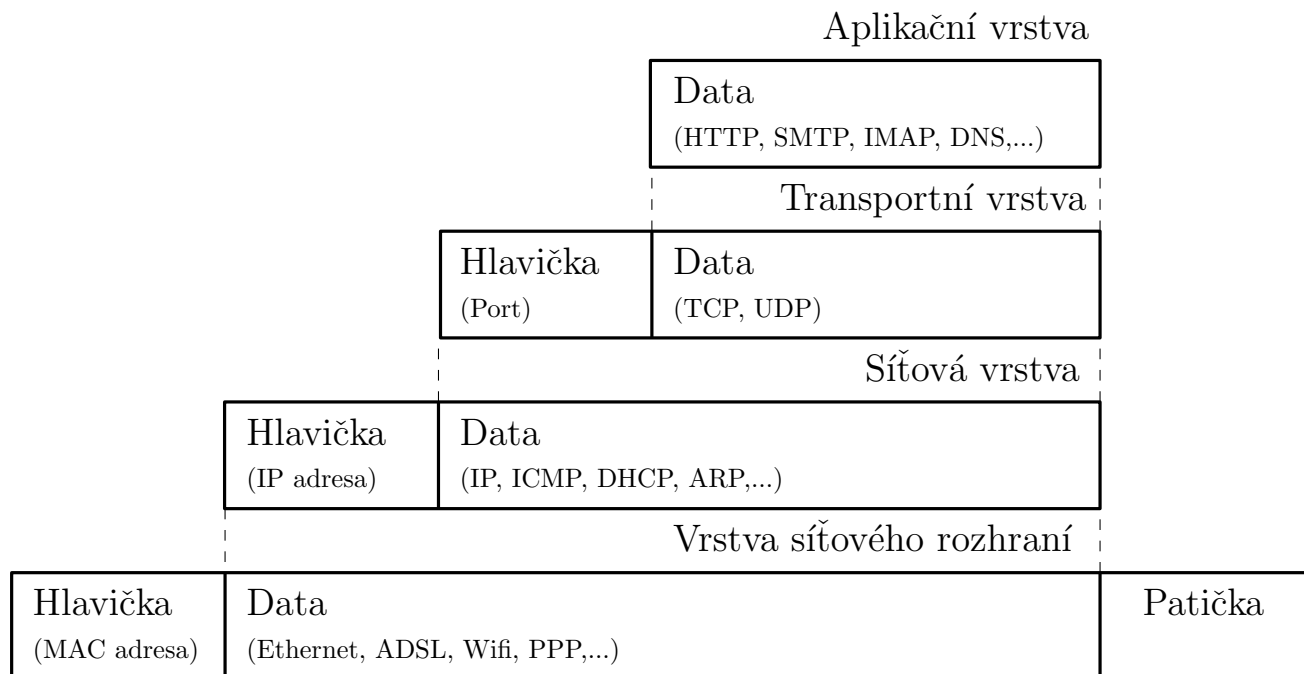 Aplikační vrstva
Data
(HTTP, SMTP, IMAP, DNS,...)
Transportní vrstva
Hlavička
(Port)
Data
(TCP, UDP)
Síťová vrstva
Hlavička
(IP adresa)
Data
(IP, ICMP, DHCP, ARP,...)
Vrstva síťového rozhraní
Hlavička
(MAC adresa)
Data
(Ethernet, ADSL, Wifi, PPP,...)
Patička